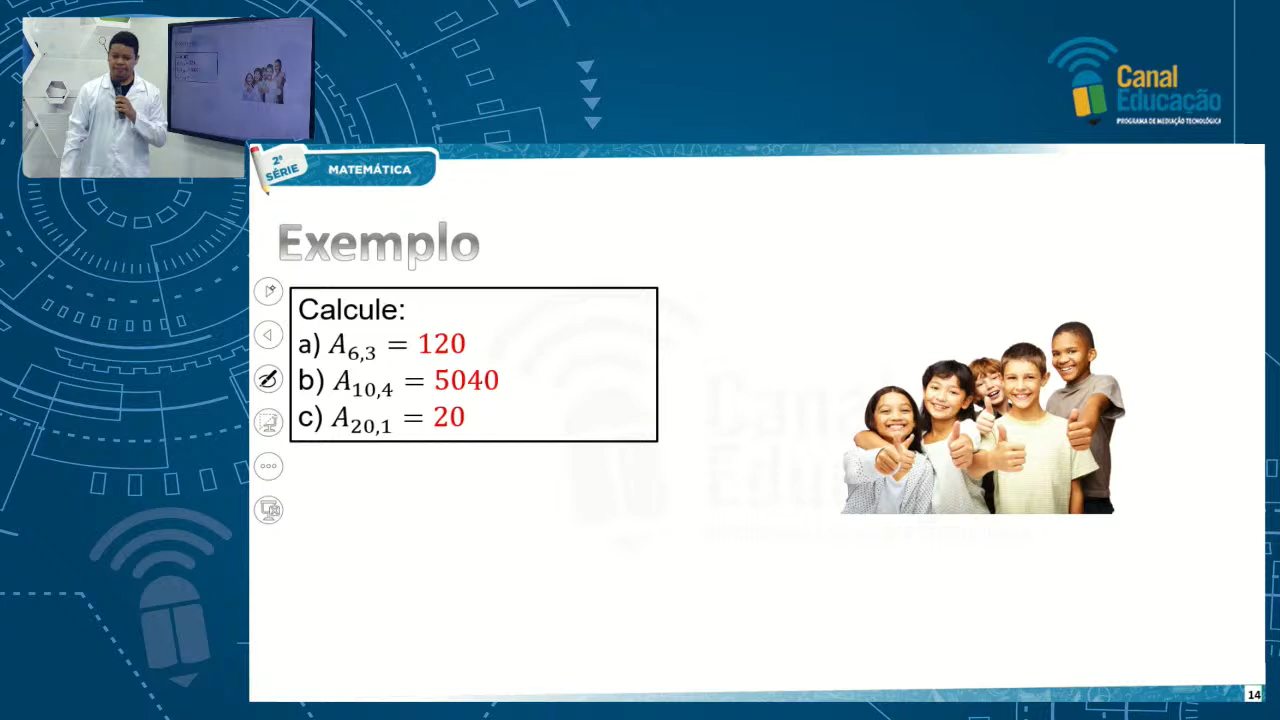 Canal
Educação
PROGRAMA DE MEDIAÇÃO TECNOLÓGICA
2ª
SÉRIE
MATEMÁTICA
Exemplo
Calcule:
a) A₆,₃ = 120
b) A₁₀,₄ = 5040
c) A₂₀,₁ = 20
14